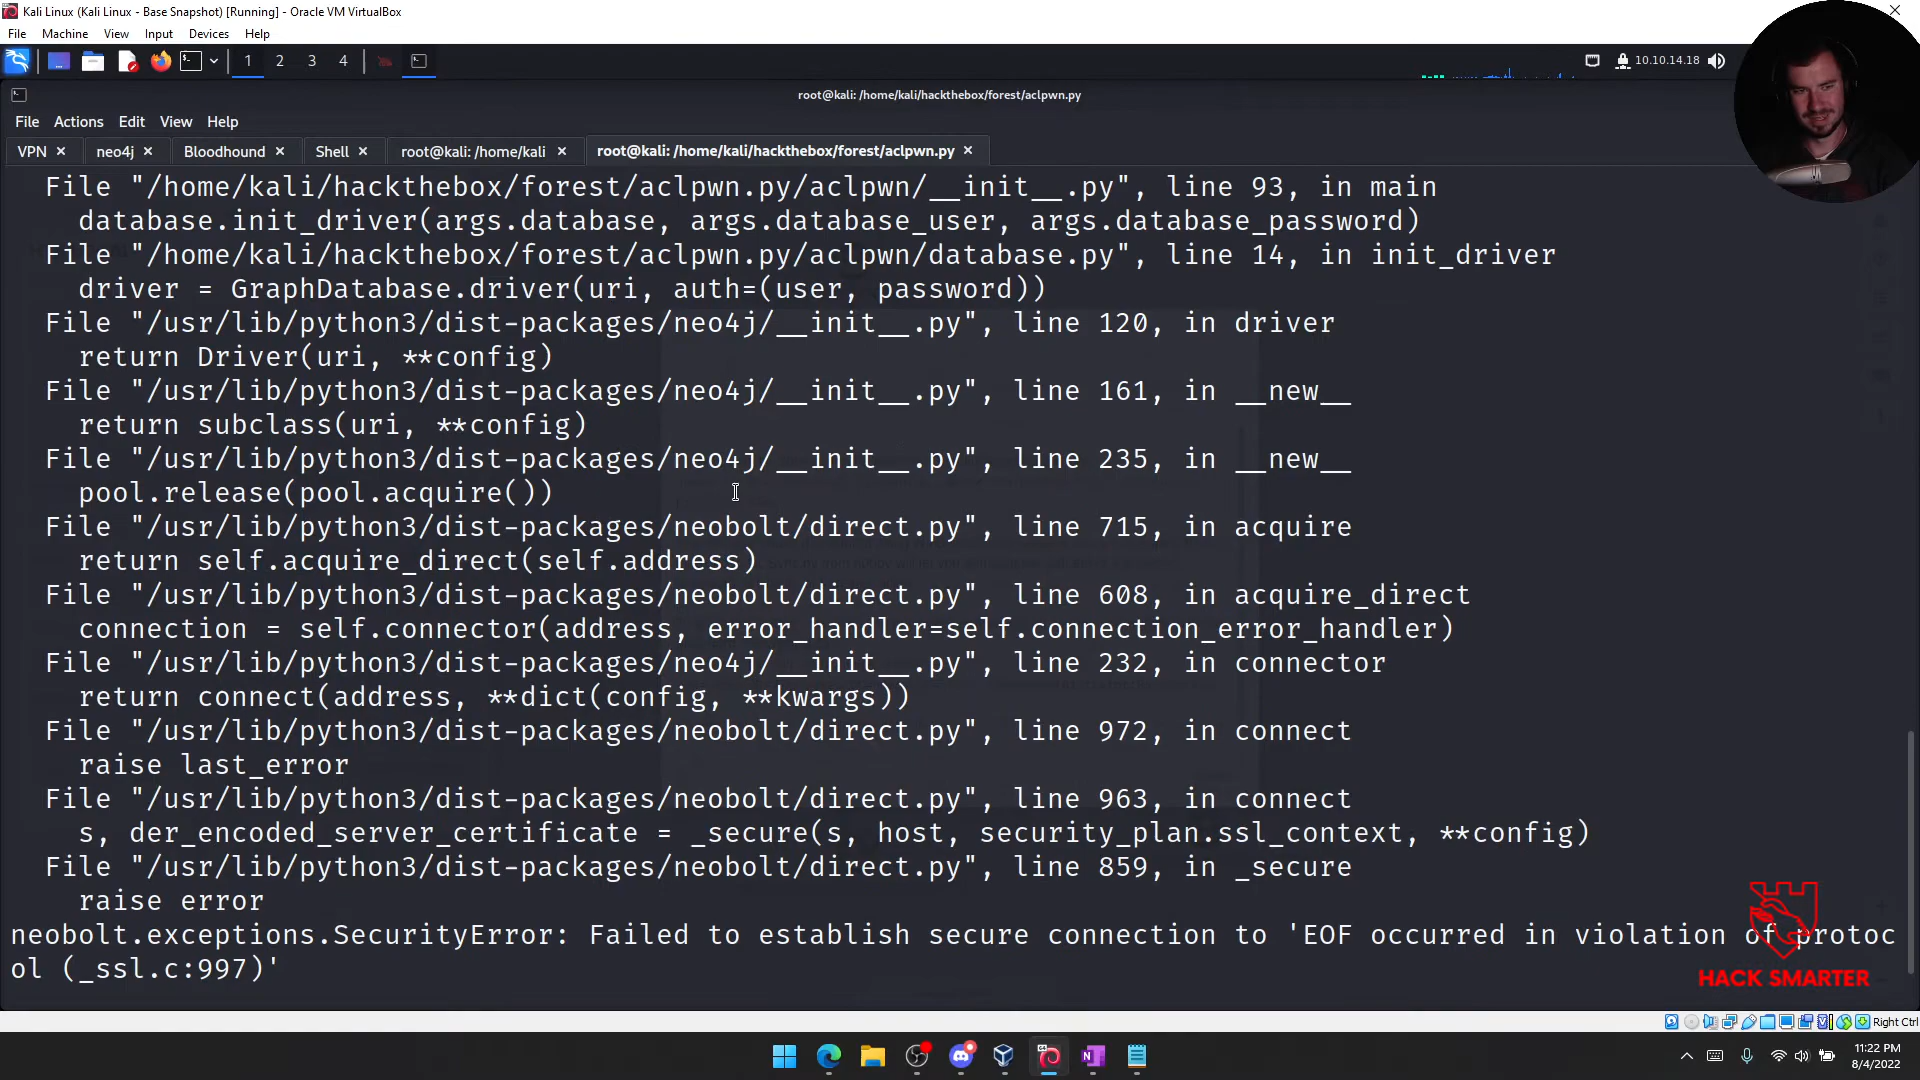 Kali Linux (Kali Linux - Base Snapshot) [Running] - Oracle VM VirtualBox
File Machine View Input Devices Help
1 2 3 4 10.10.14.18
root@kali: /home/kali/hackthebox/forest/aclpwn.py
File Actions Edit View Help
VPN neo4j Bloodhound Shell root@kali: /home/kali root@kali: /home/kali/hackthebox/forest/aclpwn.py
File "/home/kali/hackthebox/forest/aclpwn.py/aclpwn/__init__.py", line 93, in main
database.init_driver(args.database, args.database_user, args.database_password)
File "/home/kali/hackthebox/forest/aclpwn.py/aclpwn/database.py", line 14, in init_driver
driver = GraphDatabase.driver(uri, auth=(user, password))
File "/usr/lib/python3/dist-packages/neo4j/__init__.py", line 120, in driver
return Driver(uri, **config)
File "/usr/lib/python3/dist-packages/neo4j/__init__.py", line 161, in __new__
return subclass(uri, **config)
File "/usr/lib/python3/dist-packages/neo4j/__init__.py", line 235, in __new__
pool.release(pool.acquire())
File "/usr/lib/python3/dist-packages/neobolt/direct.py", line 715, in acquire
return self.acquire_direct(self.address)
File "/usr/lib/python3/dist-packages/neobolt/direct.py", line 608, in acquire_direct
connection = self.connector(address, error_handler=self.connection_error_handler)
File "/usr/lib/python3/dist-packages/neo4j/__init__.py", line 232, in connector
return connect(address, **dict(config, **kwargs))
File "/usr/lib/python3/dist-packages/neobolt/direct.py", line 972, in connect
raise last_error
File "/usr/lib/python3/dist-packages/neobolt/direct.py", line 963, in connect
s, der_encoded_server_certificate = _secure(s, host, security_plan.ssl_context, **config)
File "/usr/lib/python3/dist-packages/neobolt/direct.py", line 859, in _secure
raise error
neobolt.exceptions.SecurityError: Failed to establish secure connection to 'EOF occurred in violation of protoc
ol (_ssl.c:997)'
HACK SMARTER
Right Ctrl
11:22 PM
8/4/2022